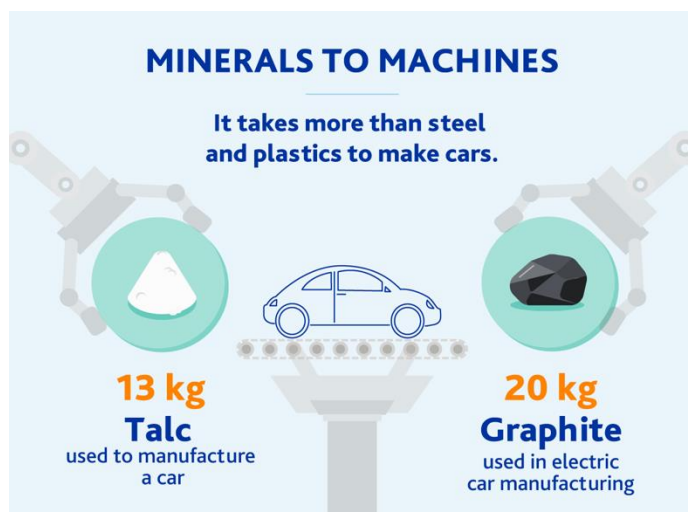 MINERALS TO MACHINES
It takes more than steel
and plastics to make cars.
13 kg
Talc
used to manufacture
a car
20 kg
Graphite
used in electric
car manufacturing